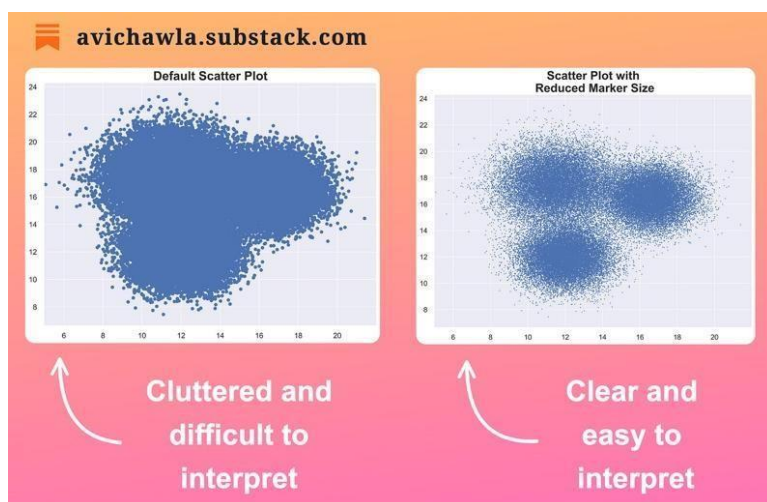 avichawla.substack.com
Default Scatter Plot
24
22
20
18
16
14
12
10
8
6 8 10 12 14 16 18 20
Cluttered and
difficult to
interpret
Scatter Plot with
Reduced Marker Size
24
22
20
18
16
14
12
10
8
6 8 10 12 14 16 18 20
Clear and
easy to
interpret